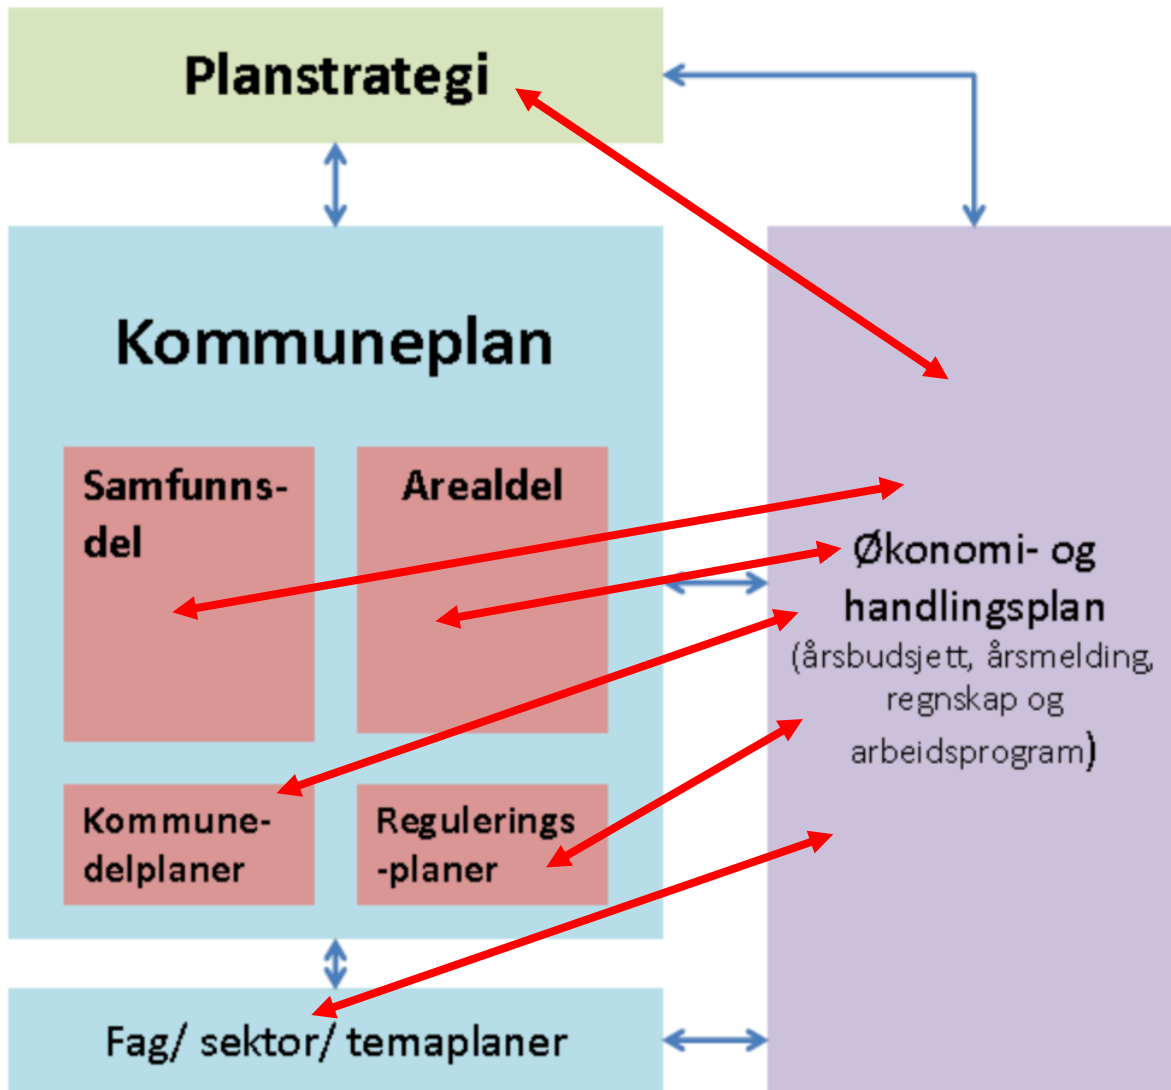 Planstrategi
Kommuneplan
Samfunns-
del
Arealdel
Kommune-
delplaner
Regulerings
-planer
Fag/ sektor/ temaplaner
Økonomi- og
handlingsplan
(årsbudsjett, årsmelding,
regnskap og
arbeidsprogram)